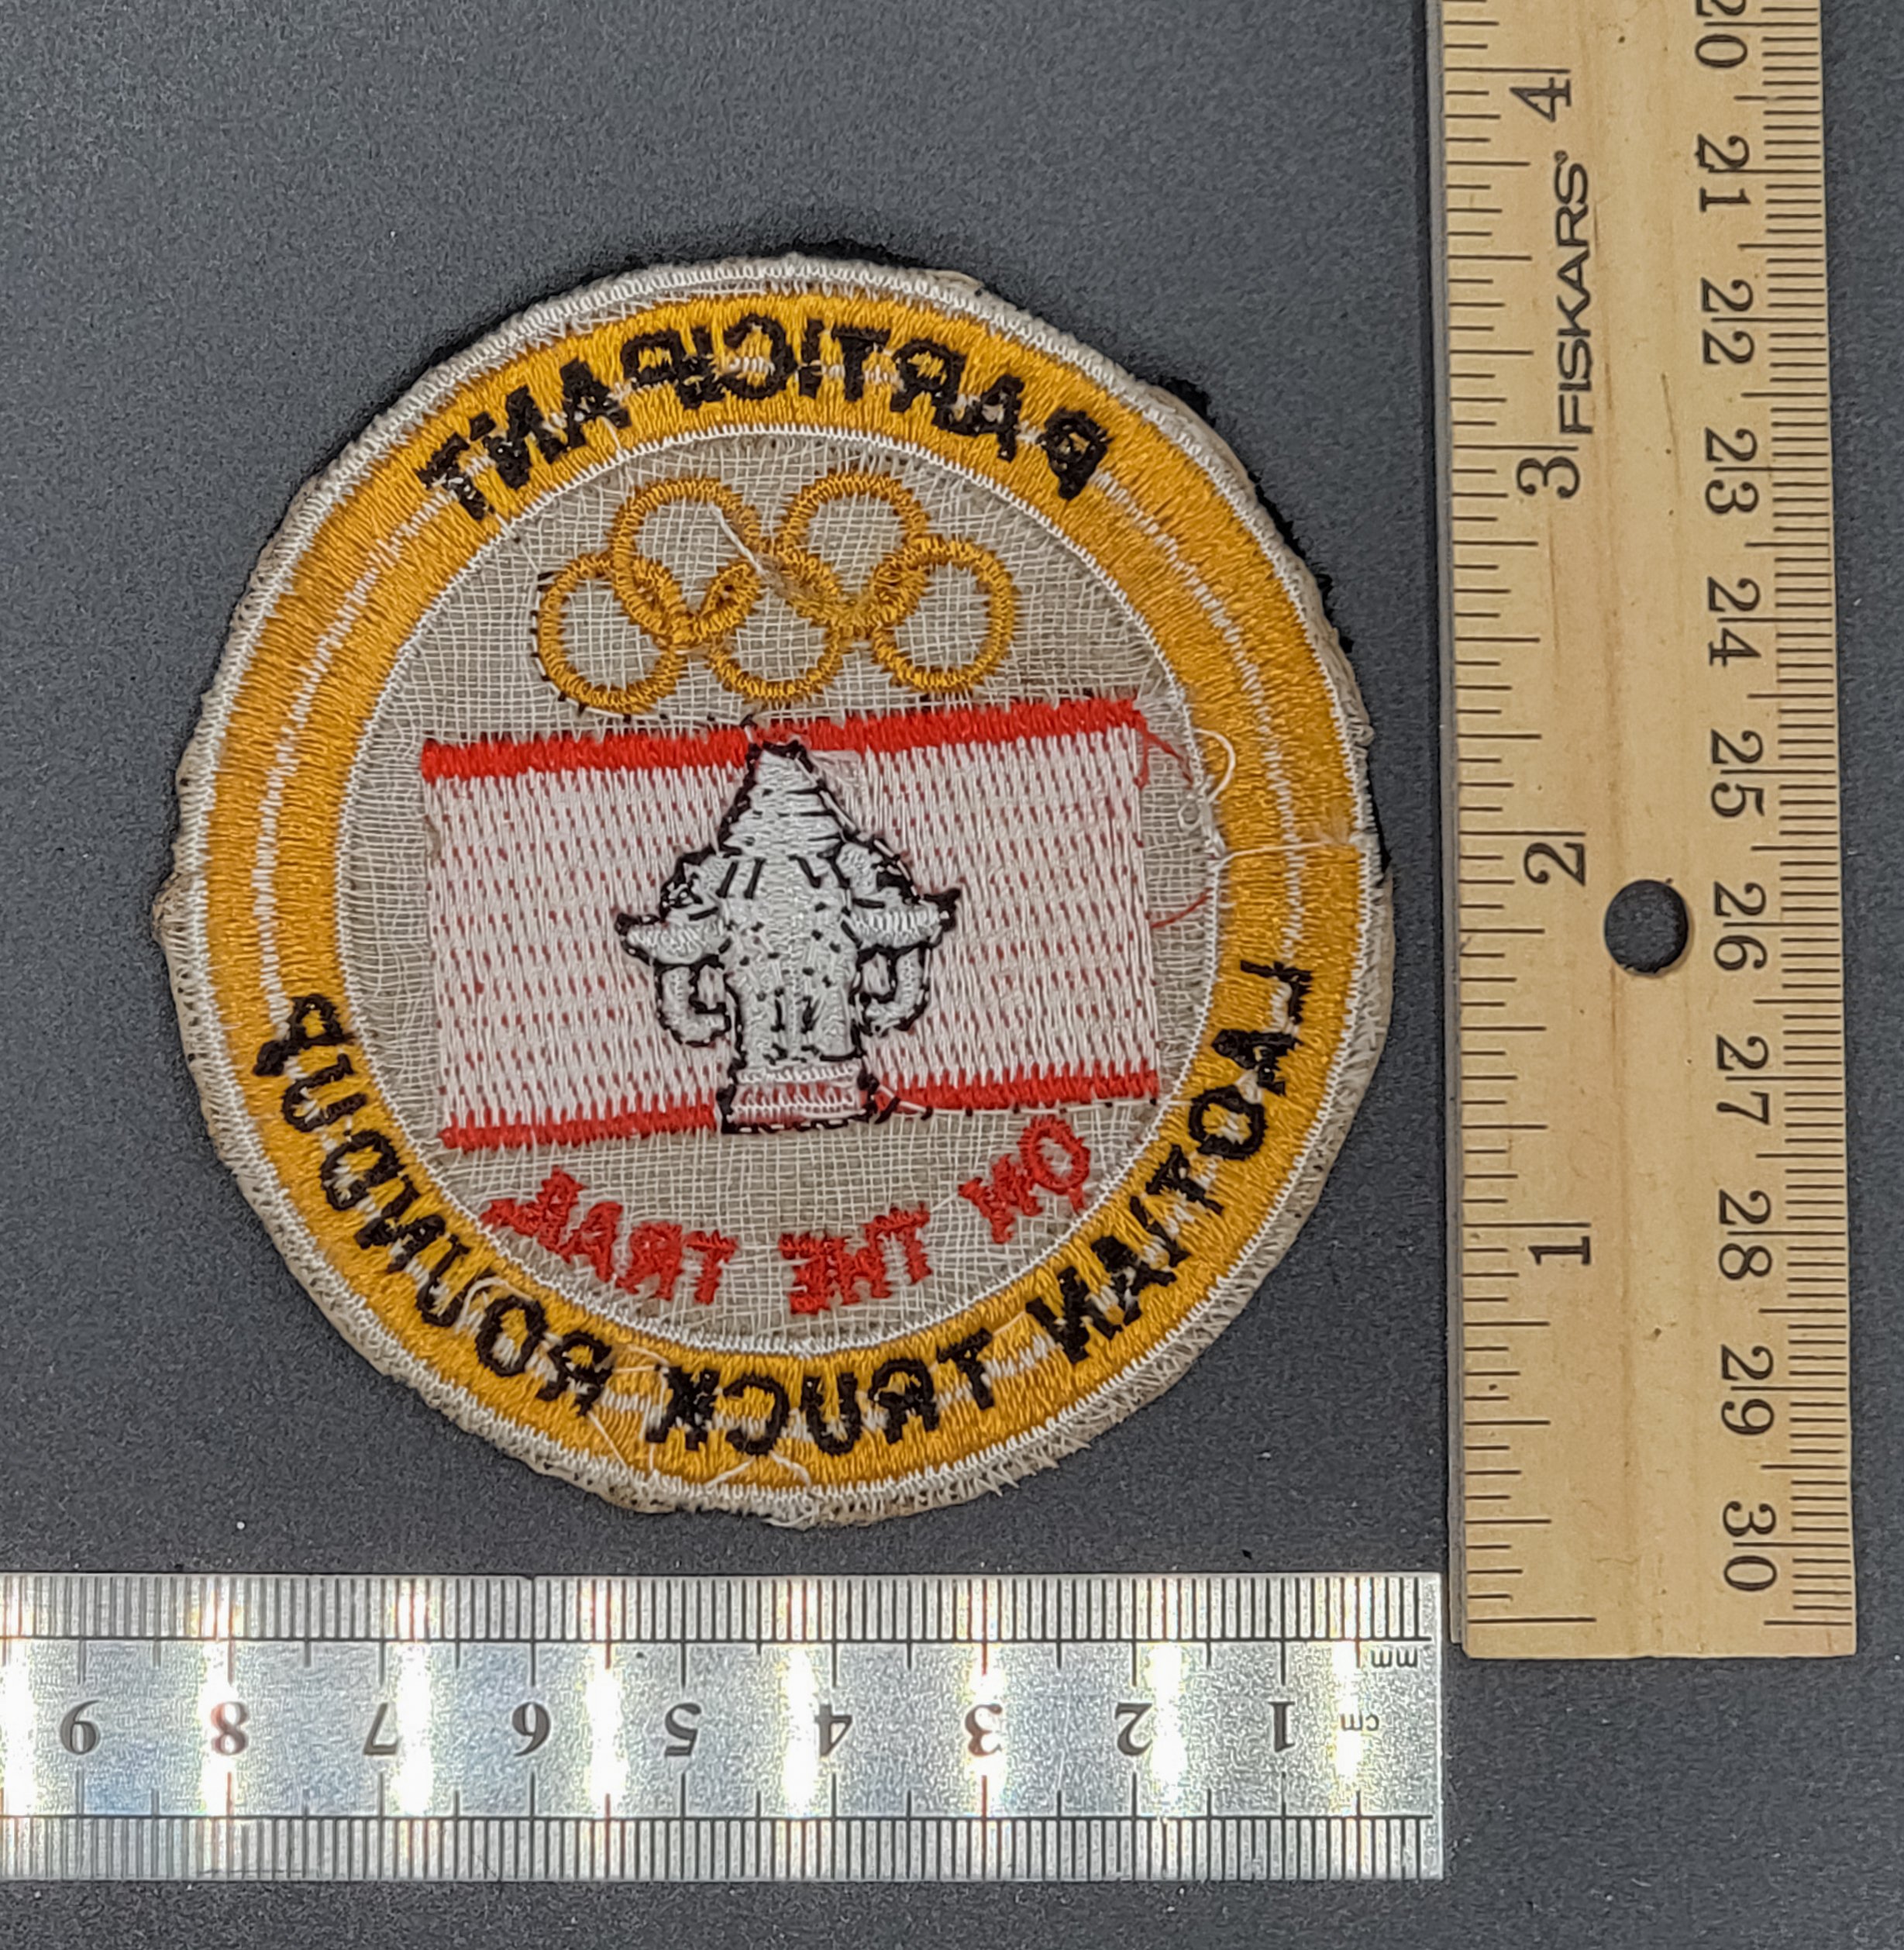 PARTICIPANT
ON THE TRAIL
LAOTIAN TRUCK ROUNDUP
4 3 2 1
FISKARS®
20 21 22 23 24 25 26 27 28 29 30
mm
cm
1 2 3 4 5 6 7 8 9